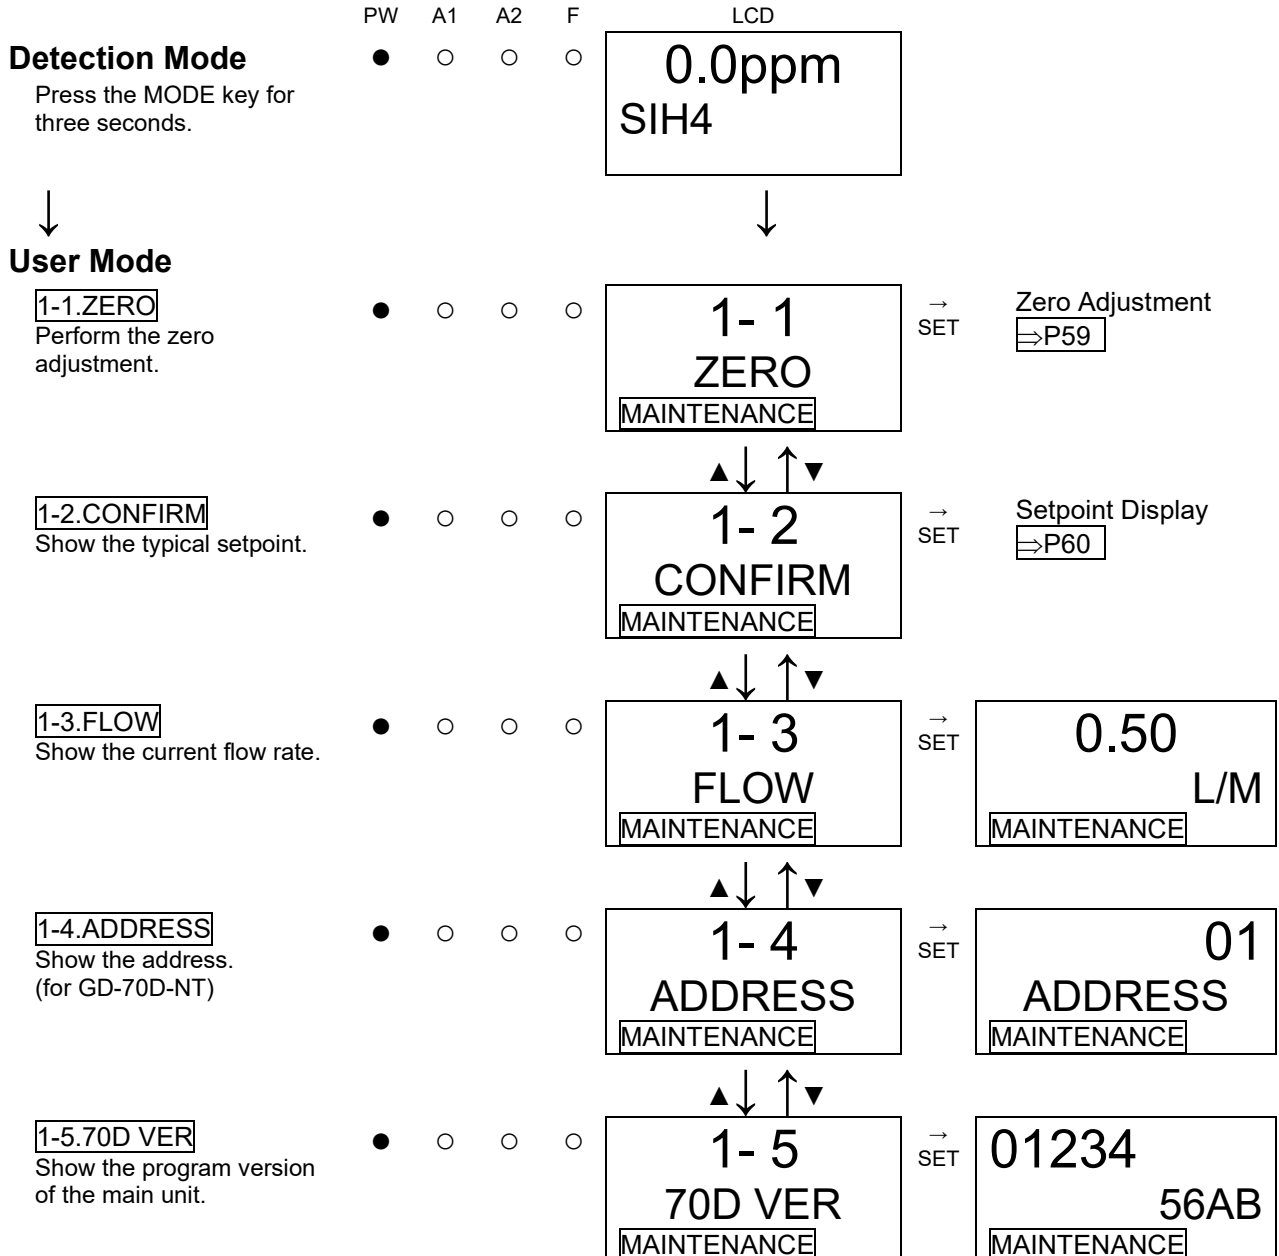 PW A1 A2 F LCD
Detection Mode ● ○ ○ ○ 0.0ppm
Press the MODE key for
three seconds.
SIH4
↓ ↓
User Mode
1-1.ZERO ● ○ ○ ○ 1- 1 → Zero Adjustment
Perform the zero SET ⇒P59
adjustment. ZERO
MAINTENANCE
▲↓ ↑▼
1-2.CONFIRM ● ○ ○ ○ 1- 2 → Setpoint Display
Show the typical setpoint. SET ⇒P60
CONFIRM
MAINTENANCE
▲↓ ↑▼
1-3.FLOW ● ○ ○ ○ 1- 3 → 0.50
Show the current flow rate. SET
FLOW L/M
MAINTENANCE MAINTENANCE
▲↓ ↑▼
1-4.ADDRESS ● ○ ○ ○ 1- 4 → 01
Show the address. SET
(for GD-70D-NT) ADDRESS ADDRESS
MAINTENANCE MAINTENANCE
▲↓ ↑▼
1-5.70D VER ● ○ ○ ○ 1- 5 → 01234
Show the program version SET
of the main unit. 70D VER 56AB
MAINTENANCE MAINTENANCE